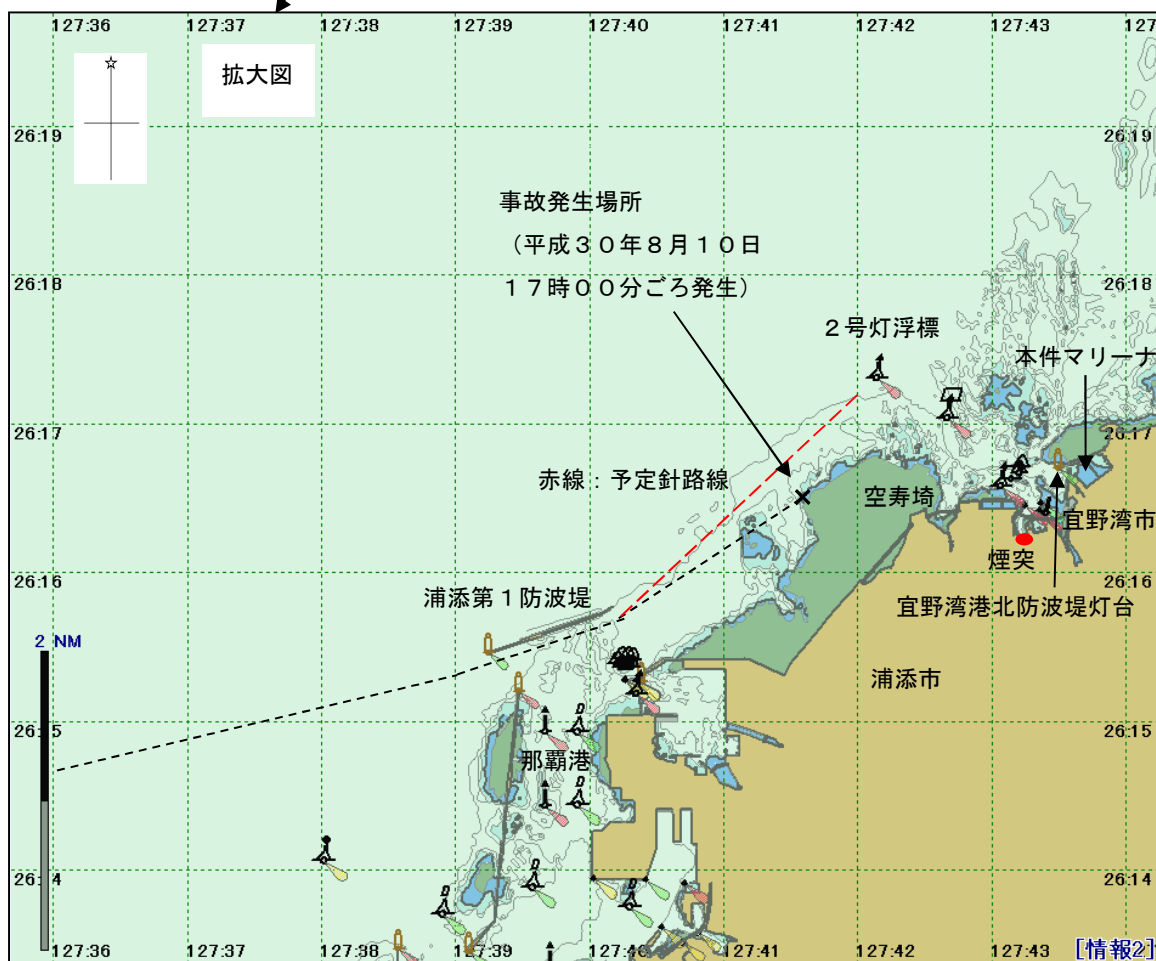 127:36 127:37 127:38 127:39 127:40 127:41 127:42 127:43 127
拡大図
26:19 26:19
事故発生場所
（平成３０年８月１０日
１７時００分ごろ発生）
26:18 26:18
２号灯浮標
本件マリーナ
26:17 26:17
赤線：予定針路線
空寿埼
宜野湾市
煙突
26:16 26:16
浦添第１防波堤
宜野湾港北防波堤灯台
2 NM
浦添市
D
26:15 26:15
那覇港
D
26:14 26:14
D
D
D
127:36 127:37 127:38 127:39 127:40 127:41 127:42 127:43
[情報2]